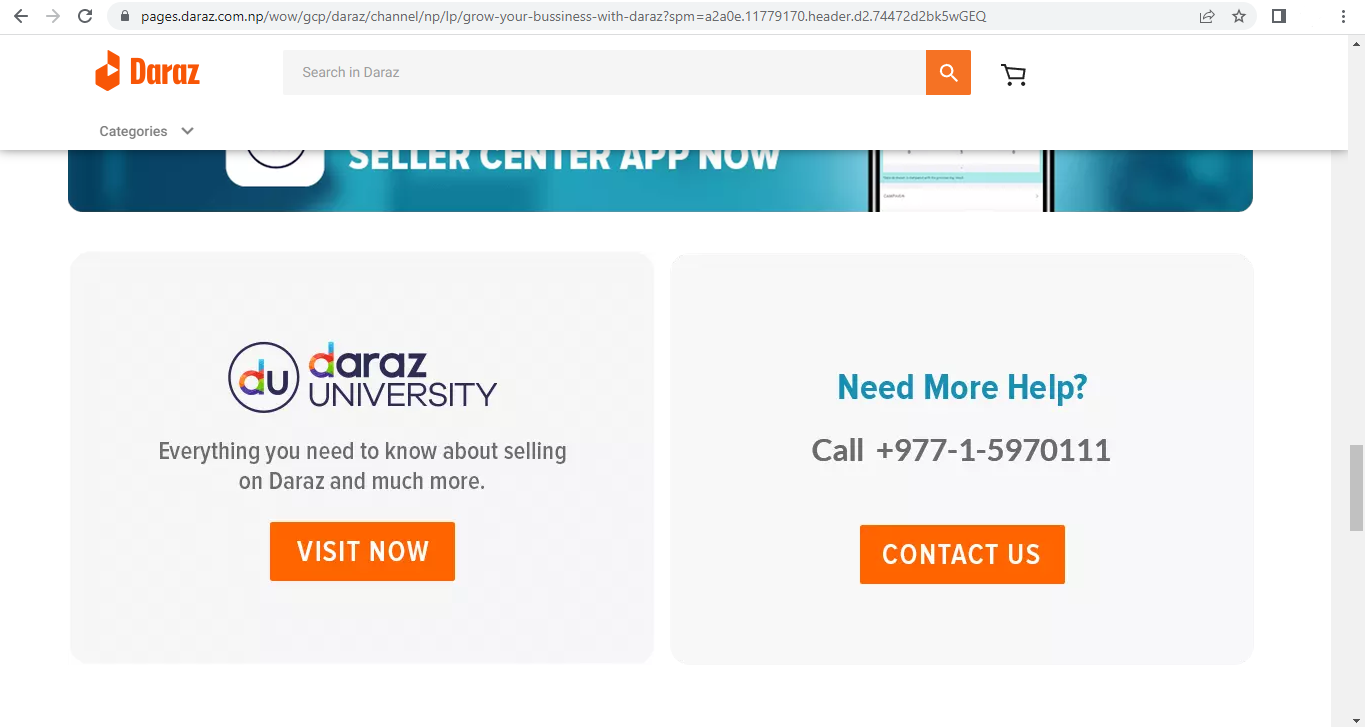 pages.daraz.com.np/wow/gcp/daraz/channel/np/lp/grow-your-bussiness-with-daraz?spm=a2a0e.11779170.header.d2.74472d2bk5wGEQ
Daraz
Search in Daraz
Categories
SELLER CENTER APP NOW
du daraz
UNIVERSITY
Everything you need to know about selling
on Daraz and much more.
VISIT NOW
Need More Help?
Call +977-1-5970111
CONTACT US